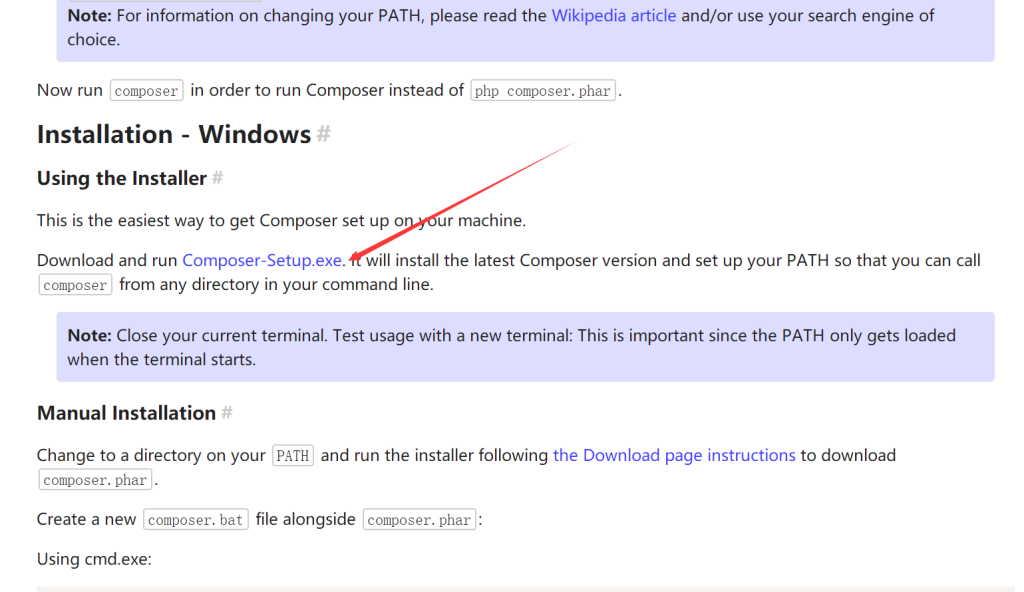 Note: For information on changing your PATH, please read the Wikipedia article and/or use your search engine of
choice.
Now run composer in order to run Composer instead of php composer.phar.
Installation - Windows #
Using the Installer #
This is the easiest way to get Composer set up on your machine.
Download and run Composer-Setup.exe. It will install the latest Composer version and set up your PATH so that you can call
composer from any directory in your command line.
Note: Close your current terminal. Test usage with a new terminal: This is important since the PATH only gets loaded
when the terminal starts.
Manual Installation #
Change to a directory on your PATH and run the installer following the Download page instructions to download
composer.phar.
Create a new composer.bat file alongside composer.phar:
Using cmd.exe: